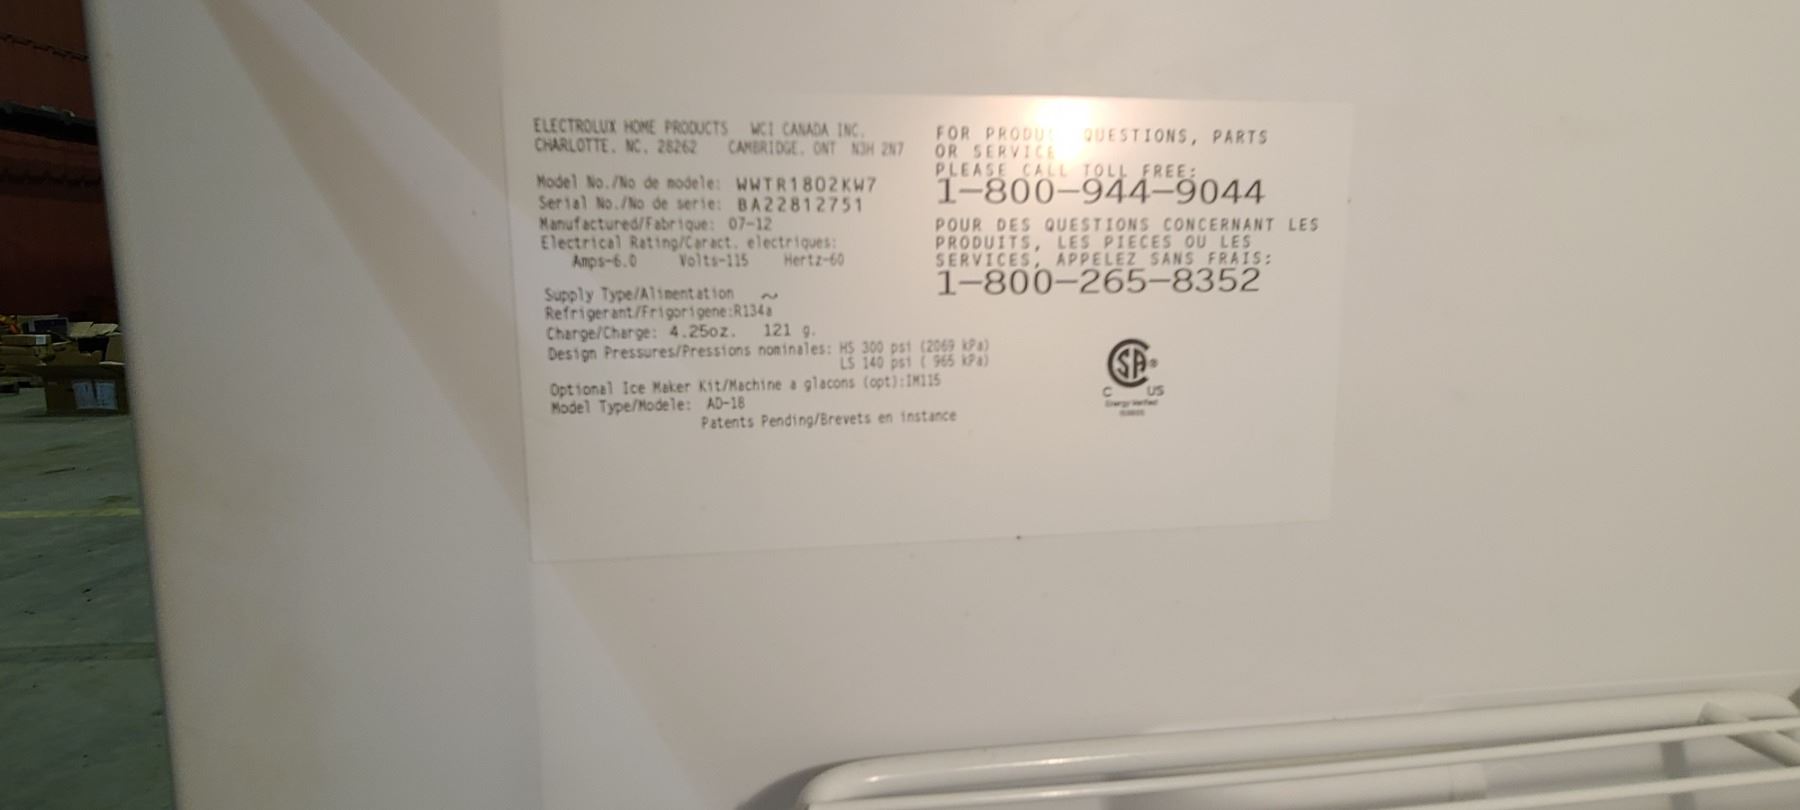 ELECTROLUX HOME PRODUCTS WCI CANADA INC.
CHARLOTTE, NC, 28262 CAMBRIDGE, ONT N3H 2N7
Model No./No de modele: WWTR1802KW7
Serial No./No de serie: BA22812751
Manufactured/Fabrique: 07-12
Electrical Rating/Caract. electriques:
Amps-6.0 Volts-115 Hertz-60
Supply Type/Alimentation ~
Refrigerant/Frigorigene:R134a
Charge/Charge: 4.25oz. 121 g.
Design Pressures/Pressions nominales: HS 300 psi (2069 kPa)
LS 140 psi ( 965 kPa)
Optional Ice Maker Kit/Machine a glacons (opt):IM115
Model Type/Modele: AD-18
Patents Pending/Brevets en instance
FOR QUESTIONS, PARTS
OR SERVICE
PLEASE CALL TOLL FREE:
1-800-944-9044
POUR DES QUESTIONS CONCERNANT LES
PRODUITS, LES PIECES OU LES
SERVICES, APPELEZ SANS FRAIS:
1-800-265-8352
SA®
C US
Energy Verified